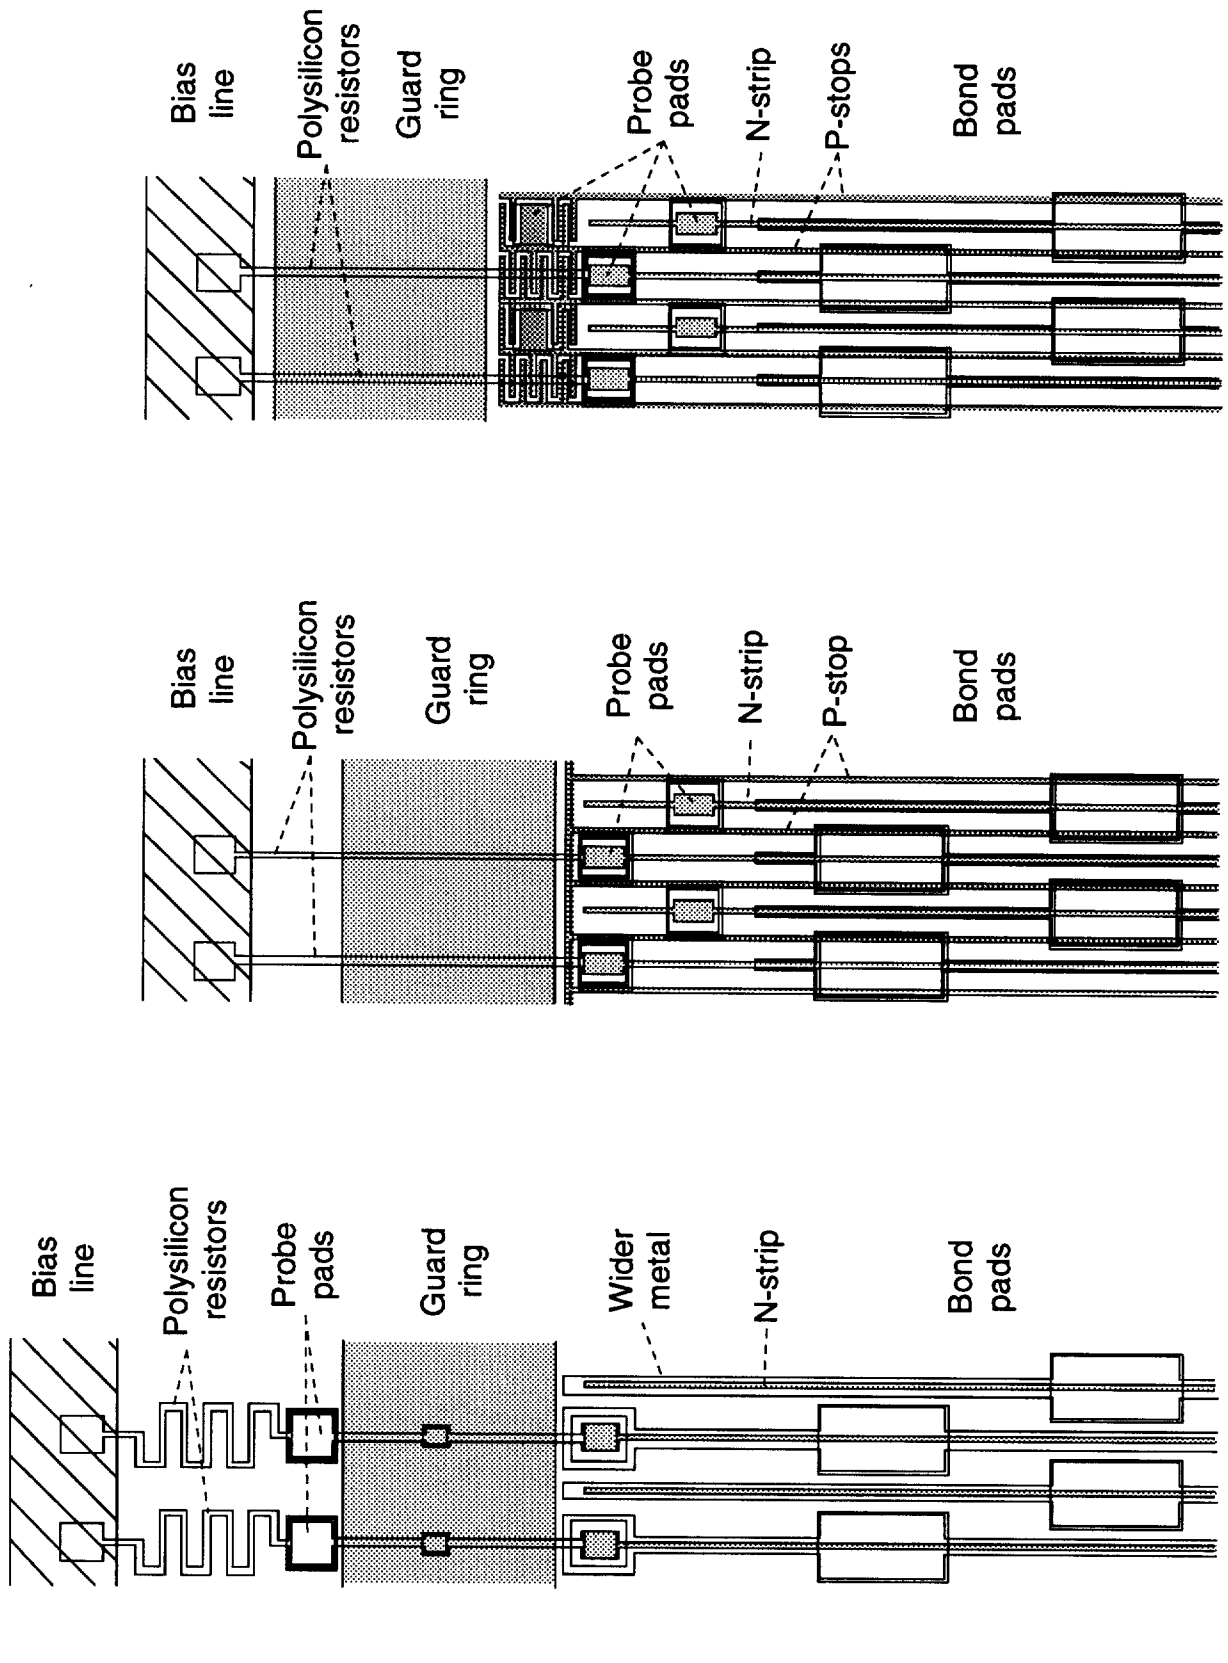 Bias
line
Polysilicon
resistors
Guard
ring
Probe
pads
N-strip
P-stops
Bond
pads
Bias
line
Polysilicon
resistors
Guard
ring
Probe
pads
N-strip
P-stop
Bond
pads
Bias
line
Polysilicon
resistors
Probe
pads
Guard
ring
Wider
metal
N-strip
Bond
pads